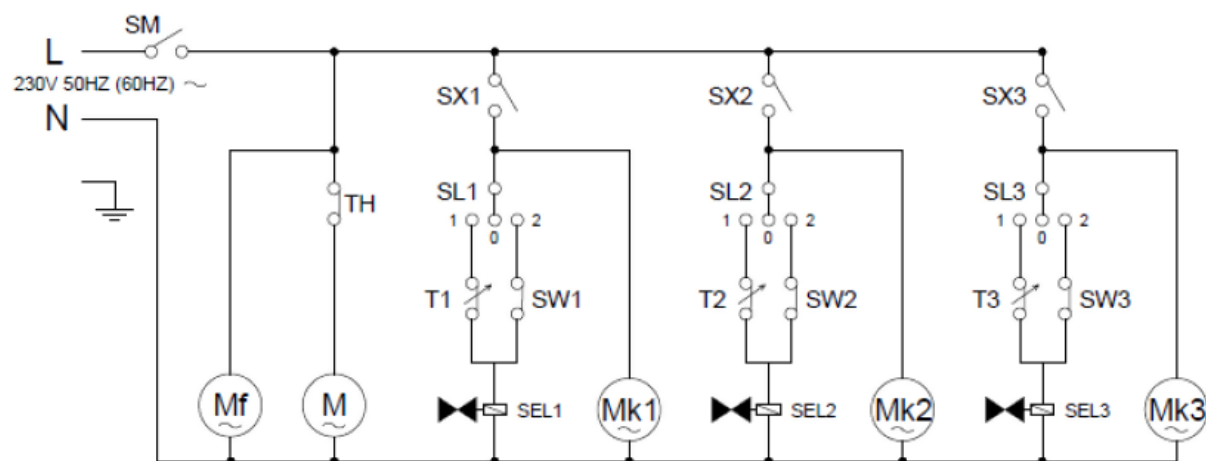 SM
L
230V 50HZ (60HZ) ~
N
SX1 SX2 SX3
SL1 SL2 SL3
TH
1 0 2 1 0 2 1 0 2
T1 SW1 T2 SW2 T3 SW3
Mf M SEL1 Mk1 SEL2 Mk2 SEL3 Mk3